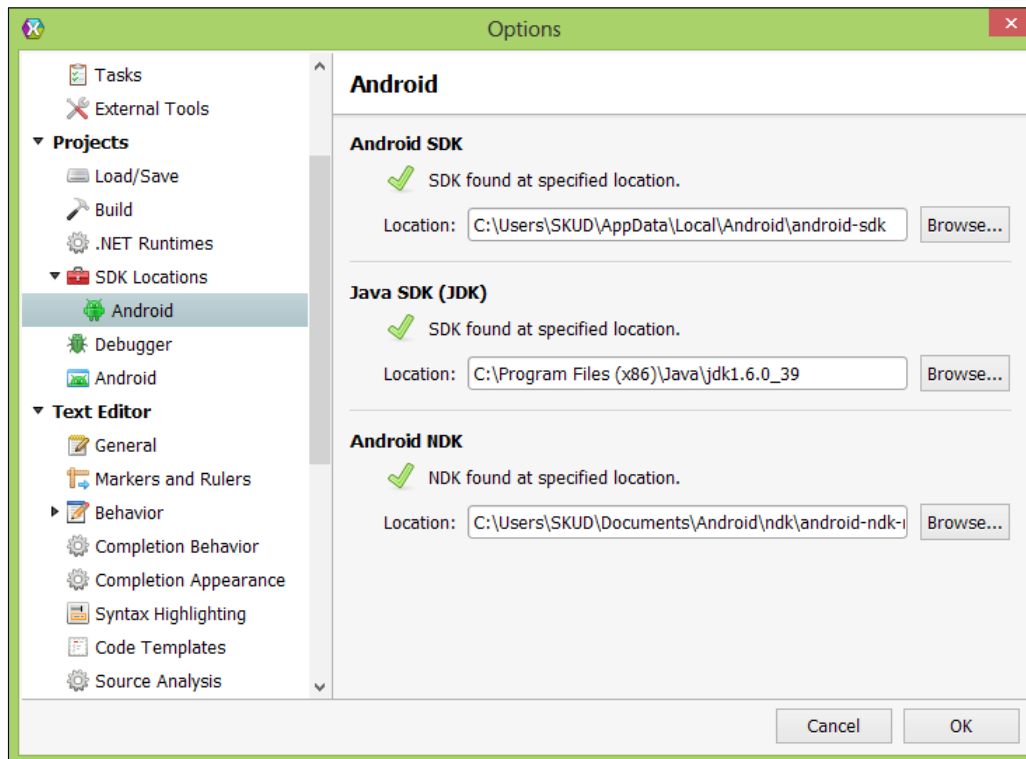 Options
Tasks
External Tools
Projects
Load/Save
Build
.NET Runtimes
SDK Locations
Android
Debugger
Android
Text Editor
General
Markers and Rulers
Behavior
Completion Behavior
Completion Appearance
Syntax Highlighting
Code Templates
Source Analysis
Android
Android SDK
SDK found at specified location.
Location: C:\Users\SKUD\AppData\Local\Android\android-sdk Browse...
Java SDK (JDK)
SDK found at specified location.
Location: C:\Program Files (x86)\Java\jdk1.6.0_39 Browse...
Android NDK
NDK found at specified location.
Location: C:\Users\SKUD\Documents\Android\ndk\android-ndk-r Browse...
Cancel OK